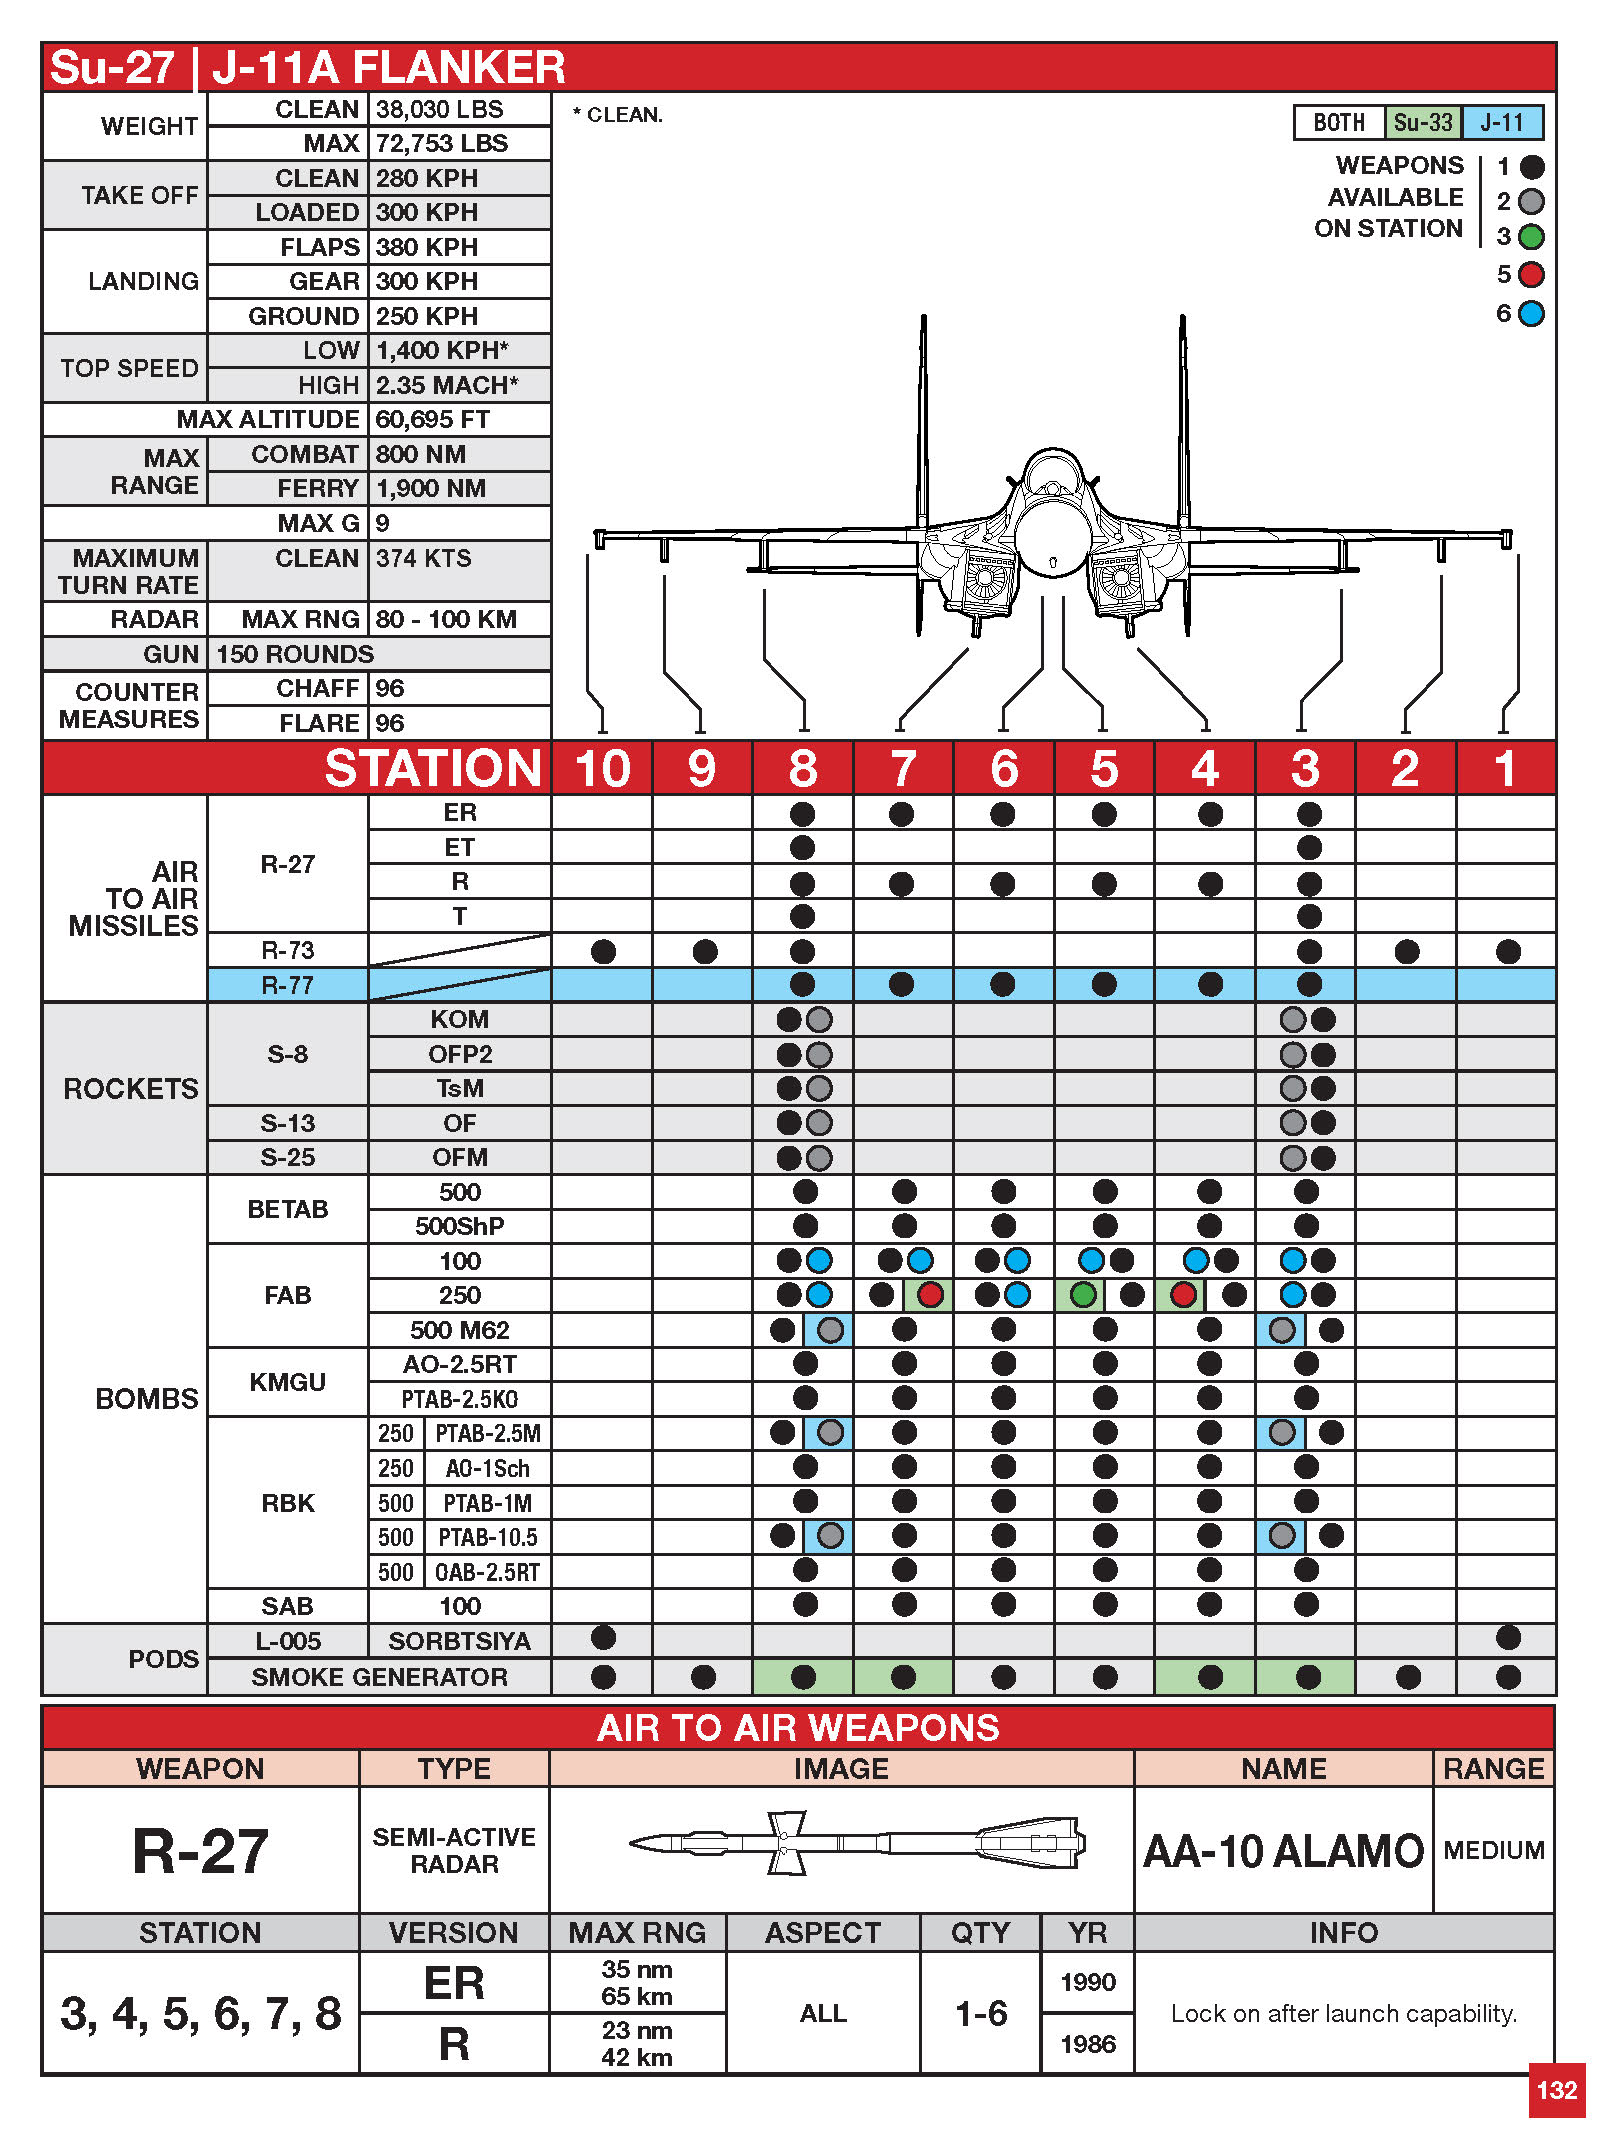 Su-27 | J-11A FLANKER
WEIGHT
CLEAN 38,030 LBS
MAX 72,753 LBS
TAKE OFF
CLEAN 280 KPH
LOADED 300 KPH
LANDING
FLAPS 380 KPH
GEAR 300 KPH
GROUND 250 KPH
TOP SPEED
LOW 1,400 KPH*
HIGH 2.35 MACH*
MAX ALTITUDE 60,695 FT
MAX
RANGE
COMBAT 800 NM
FERRY 1,900 NM
MAX G 9
MAXIMUM
TURN RATE
CLEAN 374 KTS
RADAR MAX RNG 80 - 100 KM
GUN 150 ROUNDS
COUNTER
MEASURES
CHAFF 96
FLARE 96
* CLEAN.
BOTH Su-33 J-11
WEAPONS
AVAILABLE
ON STATION
1
2
3
5
6
STATION 10 9 8 7 6 5 4 3 2 1
AIR
TO AIR
MISSILES
R-27
ER
ET
R
T
R-73
R-77
ROCKETS
S-8
KOM
OFP2
TsM
S-13 OF
S-25 OFM
BOMBS
BETAB
500
500ShP
FAB
100
250
500 M62
KMGU
AO-2.5RT
PTAB-2.5KO
RBK
250 PTAB-2.5M
250 AO-1Sch
500 PTAB-1M
500 PTAB-10.5
500 OAB-2.5RT
SAB 100
PODS
L-005 SORBTSIYA
SMOKE GENERATOR
AIR TO AIR WEAPONS
WEAPON TYPE IMAGE NAME RANGE
R-27
SEMI-ACTIVE
RADAR
AA-10 ALAMO
MEDIUM
STATION VERSION MAX RNG ASPECT QTY YR INFO
3, 4, 5, 6, 7, 8
ER
35 nm
65 km
R
23 nm
42 km
ALL
1-6
1990
1986
Lock on after launch capability.
132